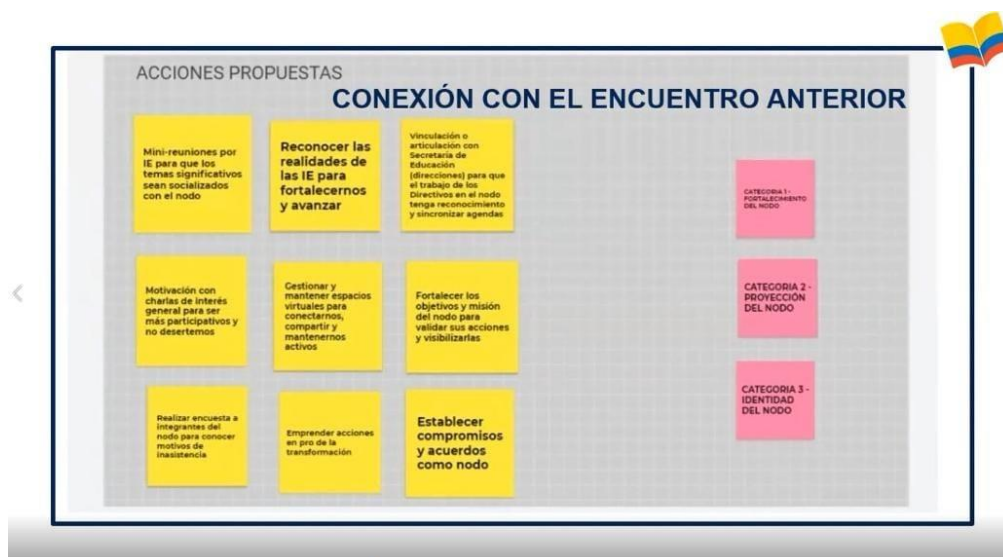 ACCIONES PROPUESTAS
CONEXIÓN CON EL ENCUENTRO ANTERIOR
Mini-reuniones por
IE para que los
temas significativos
sean socializados
con el nodo
Reconocer las
realidades de
las IE para
fortalecernos
y avanzar
Vinculación o
articulación con
Secretaría de
Educación
(direcciones) para que
el trabajo de los
Directivos en el nodo
tenga reconocimiento
y sincronizar agendas
CATEGORIA 1 -
FORTALECIMIENTO
DEL NODO
Motivación con
charlas de interés
general para ser
más participativos y
no desertemos
Gestionar y
mantener espacios
virtuales para
conectarnos,
compartir y
mantenernos
activos
Fortalecer los
objetivos y misión
del nodo para
validar sus acciones
y visibilizarlas
CATEGORIA 2 -
PROYECCIÓN
DEL NODO
Realizar encuesta a
integrantes del
nodo para conocer
motivos de
inasistencia
Emprender acciones
en pro de la
transformación
Establecer
compromisos
y acuerdos
como nodo
CATEGORIA 3 -
IDENTIDAD
DEL NODO